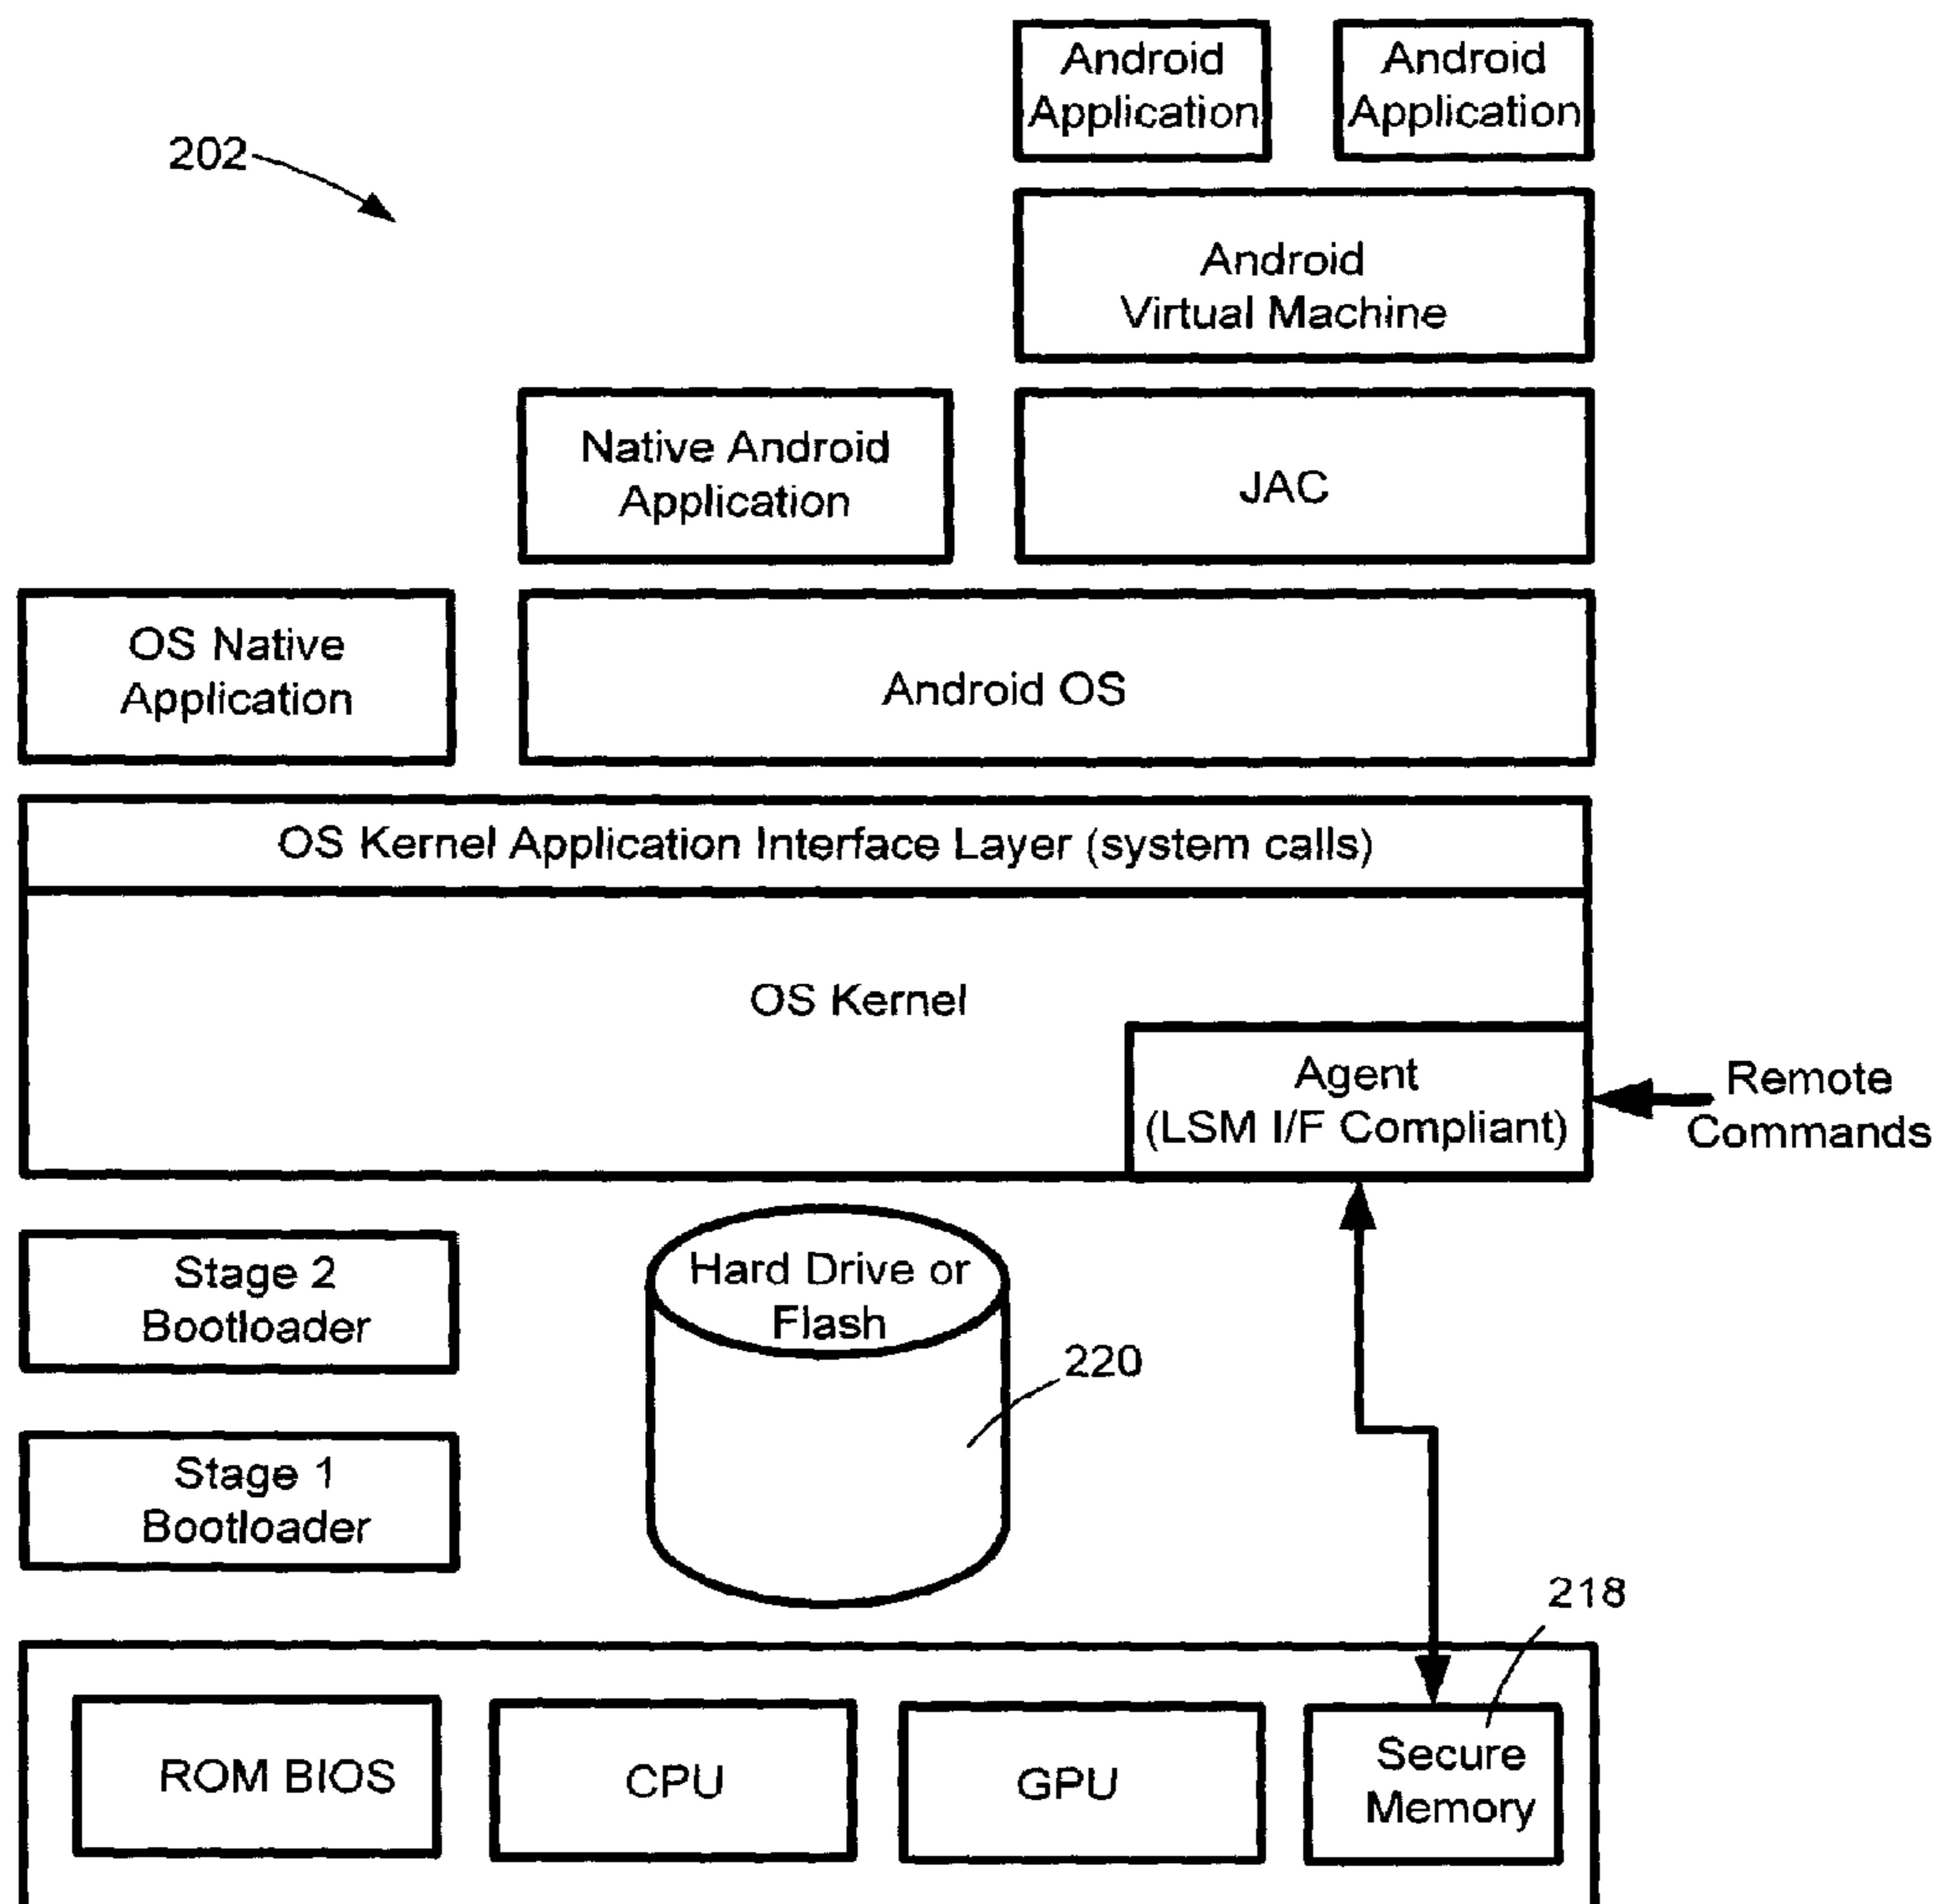 Android
Application
Android
Application
202
Android
Virtual Machine
Native Android
Application
JAC
OS Native
Application
Android OS
OS Kernel Application Interface Layer (system calls)
OS Kernel
Agent
(LSM I/F Compliant)
Remote
Commands
Stage 2
Bootloader
Hard Drive or
Flash
220
Stage 1
Bootloader
218
ROM BIOS
CPU
GPU
Secure
Memory